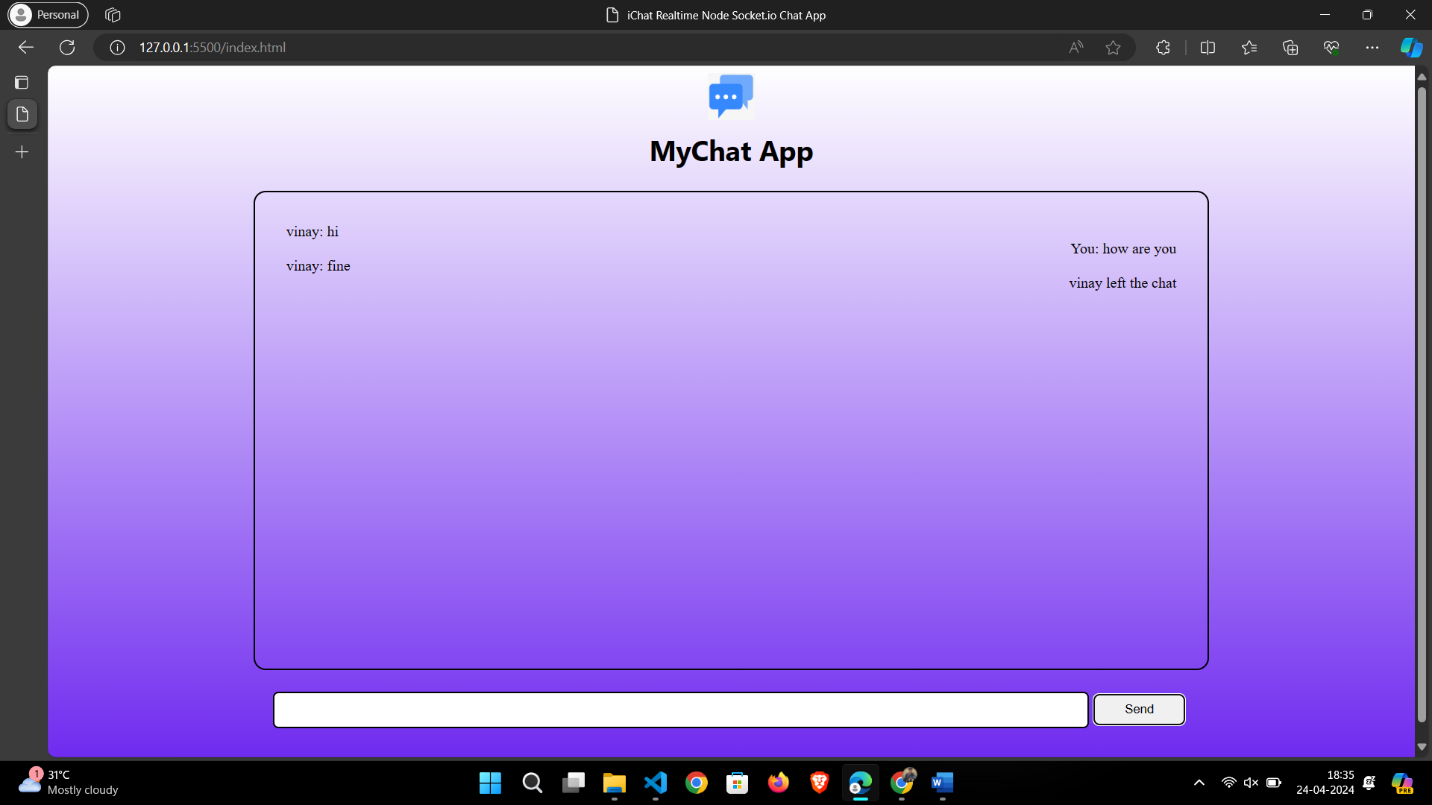 Personal
iChat Realtime Node Socket.io Chat App
127.0.0.1:5500/index.html
MyChat App
vinay: hi
You: how are you
vinay: fine
vinay left the chat
Send
1
31°C
Mostly cloudy
W
PRE
18:35
24-04-2024